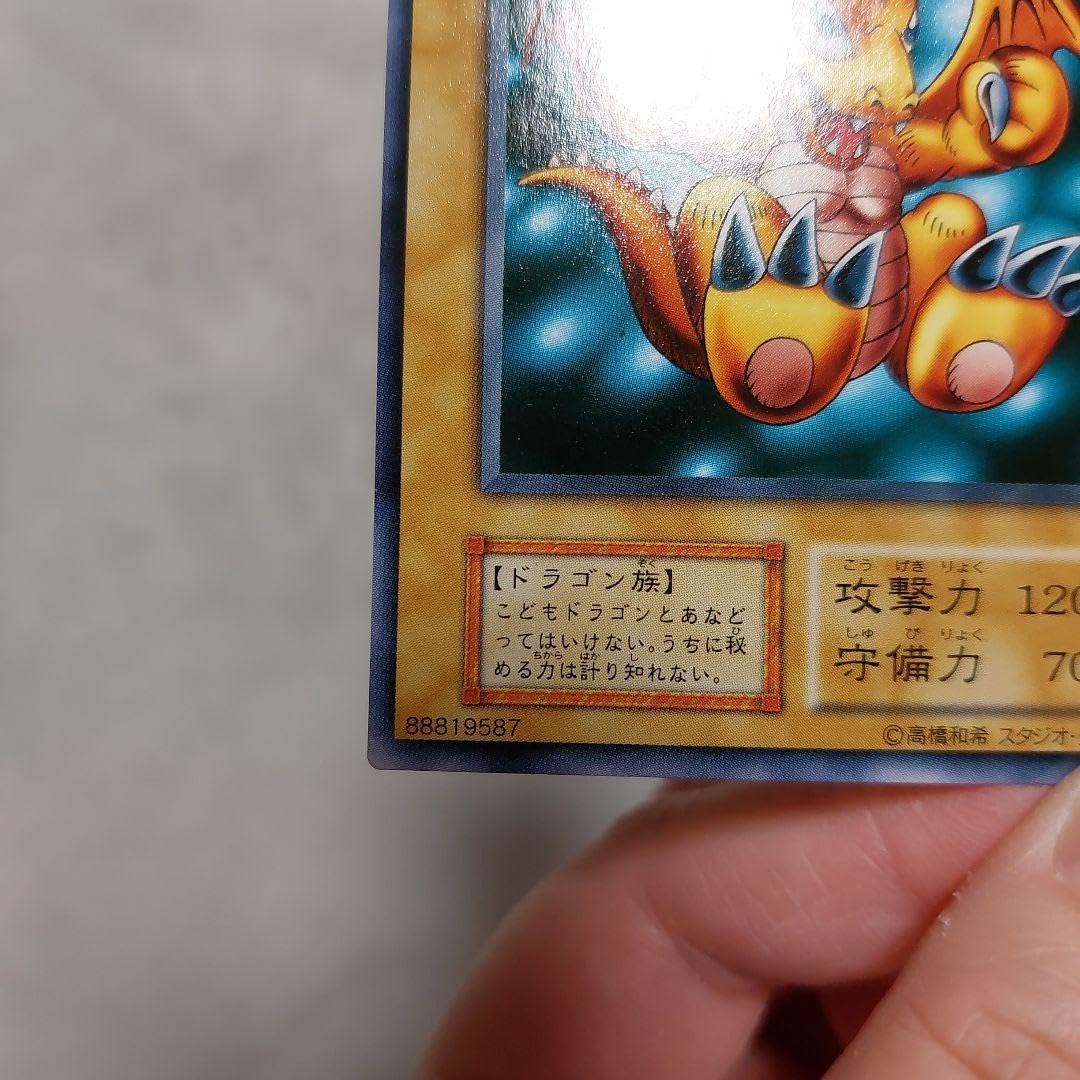 【ドラゴン族】
こどもドラゴンとあなど
ってはいけない。うちに秘
める力は計り知れない。
攻撃力 120
守備力 70
88819587
©高橋和希 スタジオ・